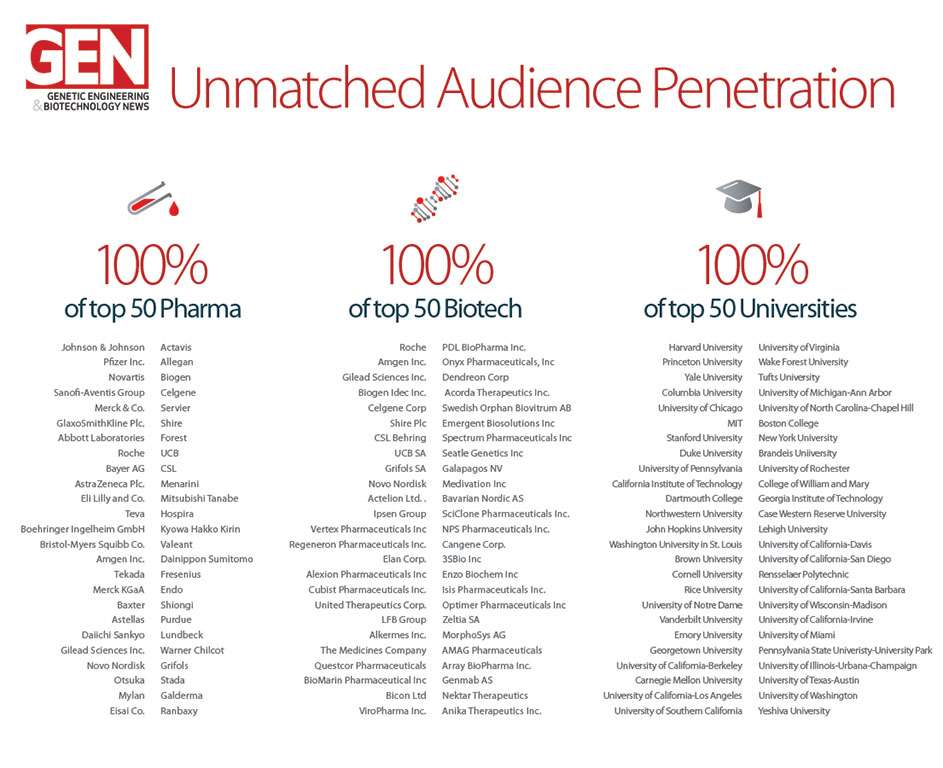 GEN
GENETIC ENGINEERING
& BIOTECHNOLOGY NEWS
Unmatched Audience Penetration
100%
of top 50 Pharma
Johnson & Johnson
Pfizer Inc.
Novartis
Sanofi-Aventis Group
Merck & Co.
GlaxoSmithKline Plc.
Abbott Laboratories
Roche
Bayer AG
AstraZeneca Plc.
Eli Lilly and Co.
Teva
Boehringer Ingelheim GmbH
Bristol-Myers Squibb Co.
Amgen Inc.
Tekada
Merck KGaA
Baxter
Astellas
Daiichi Sankyo
Gilead Sciences Inc.
Novo Nordisk
Otsuka
Mylan
Eisai Co.
Actavis
Allegan
Biogen
Celgene
Servier
Shire
Forest
UCB
CSL
Menarini
Mitsubishi Tanabe
Hospira
Kyowa Hakko Kirin
Valeant
Dainippon Sumitomo
Fresenius
Endo
Shiongi
Purdue
Lundbeck
Warner Chilcot
Grifols
Stada
Galderma
Ranbaxy
100%
of top 50 Biotech
Roche
Amgen Inc.
Gilead Sciences Inc.
Biogen Idec Inc.
Celgene Corp
Shire Plc
CSL Behring
UCB SA
Grifols SA
Novo Nordisk
Actelion Ltd. .
Ipsen Group
Vertex Pharmaceuticals Inc
Regeneron Pharmaceuticals Inc.
Elan Corp.
Alexion Pharmaceuticals Inc
Cubist Pharmaceuticals Inc.
United Therapeutics Corp.
LFB Group
Alkermes Inc.
The Medicines Company
Questcor Pharmaceuticals
BioMarin Pharmaceutical Inc
Bicon Ltd
ViroPharma Inc.
PDL BioPharma Inc.
Onyx Pharmaceuticals, Inc
Dendreon Corp
Acorda Therapeutics Inc.
Swedish Orphan Biovitrum AB
Emergent Biosolutions Inc
Spectrum Pharmaceuticals Inc
Seatle Genetics Inc
Galapagos NV
Medivation Inc
Bavarian Nordic AS
SciClone Pharmaceuticals Inc.
NPS Pharmaceuticals Inc.
Cangene Corp.
3SBio Inc
Enzo Biochem Inc
Isis Pharmaceuticals Inc.
Optimer Pharmaceuticals Inc
Zeltia SA
MorphoSys AG
AMAG Pharmaceuticals
Array BioPharma Inc.
Genmab AS
Nektar Therapeutics
Anika Therapeutics Inc.
100%
of top 50 Universities
Harvard University
Princeton University
Yale University
Columbia University
University of Chicago
MIT
Stanford University
Duke University
University of Pennsylvania
California Institute of Technology
Dartmouth College
Northwestern University
John Hopkins University
Washington University in St. Louis
Brown University
Cornell University
Rice University
University of Notre Dame
Vanderbilt University
Emory University
Georgetown University
University of California-Berkeley
Carnegie Mellon University
University of California-Los Angeles
University of Southern California
University of Virginia
Wake Forest University
Tufts University
University of Michigan-Ann Arbor
University of North Carolina-Chapel Hill
Boston College
New York University
Brandeis Uniiversity
University of Rochester
College of William and Mary
Georgia Institute of Technology
Case Western Reserve University
Lehigh University
University of California-Davis
University of California-San Diego
Rensselaer Polytechnic
University of California-Santa Barbara
University of Wisconsin-Madison
University of California-Irvine
University of Miami
Pennsylvania State Univeristy-University Park
University of Illinois-Urbana-Champaign
University of Texas-Austin
University of Washington
Yeshiva University